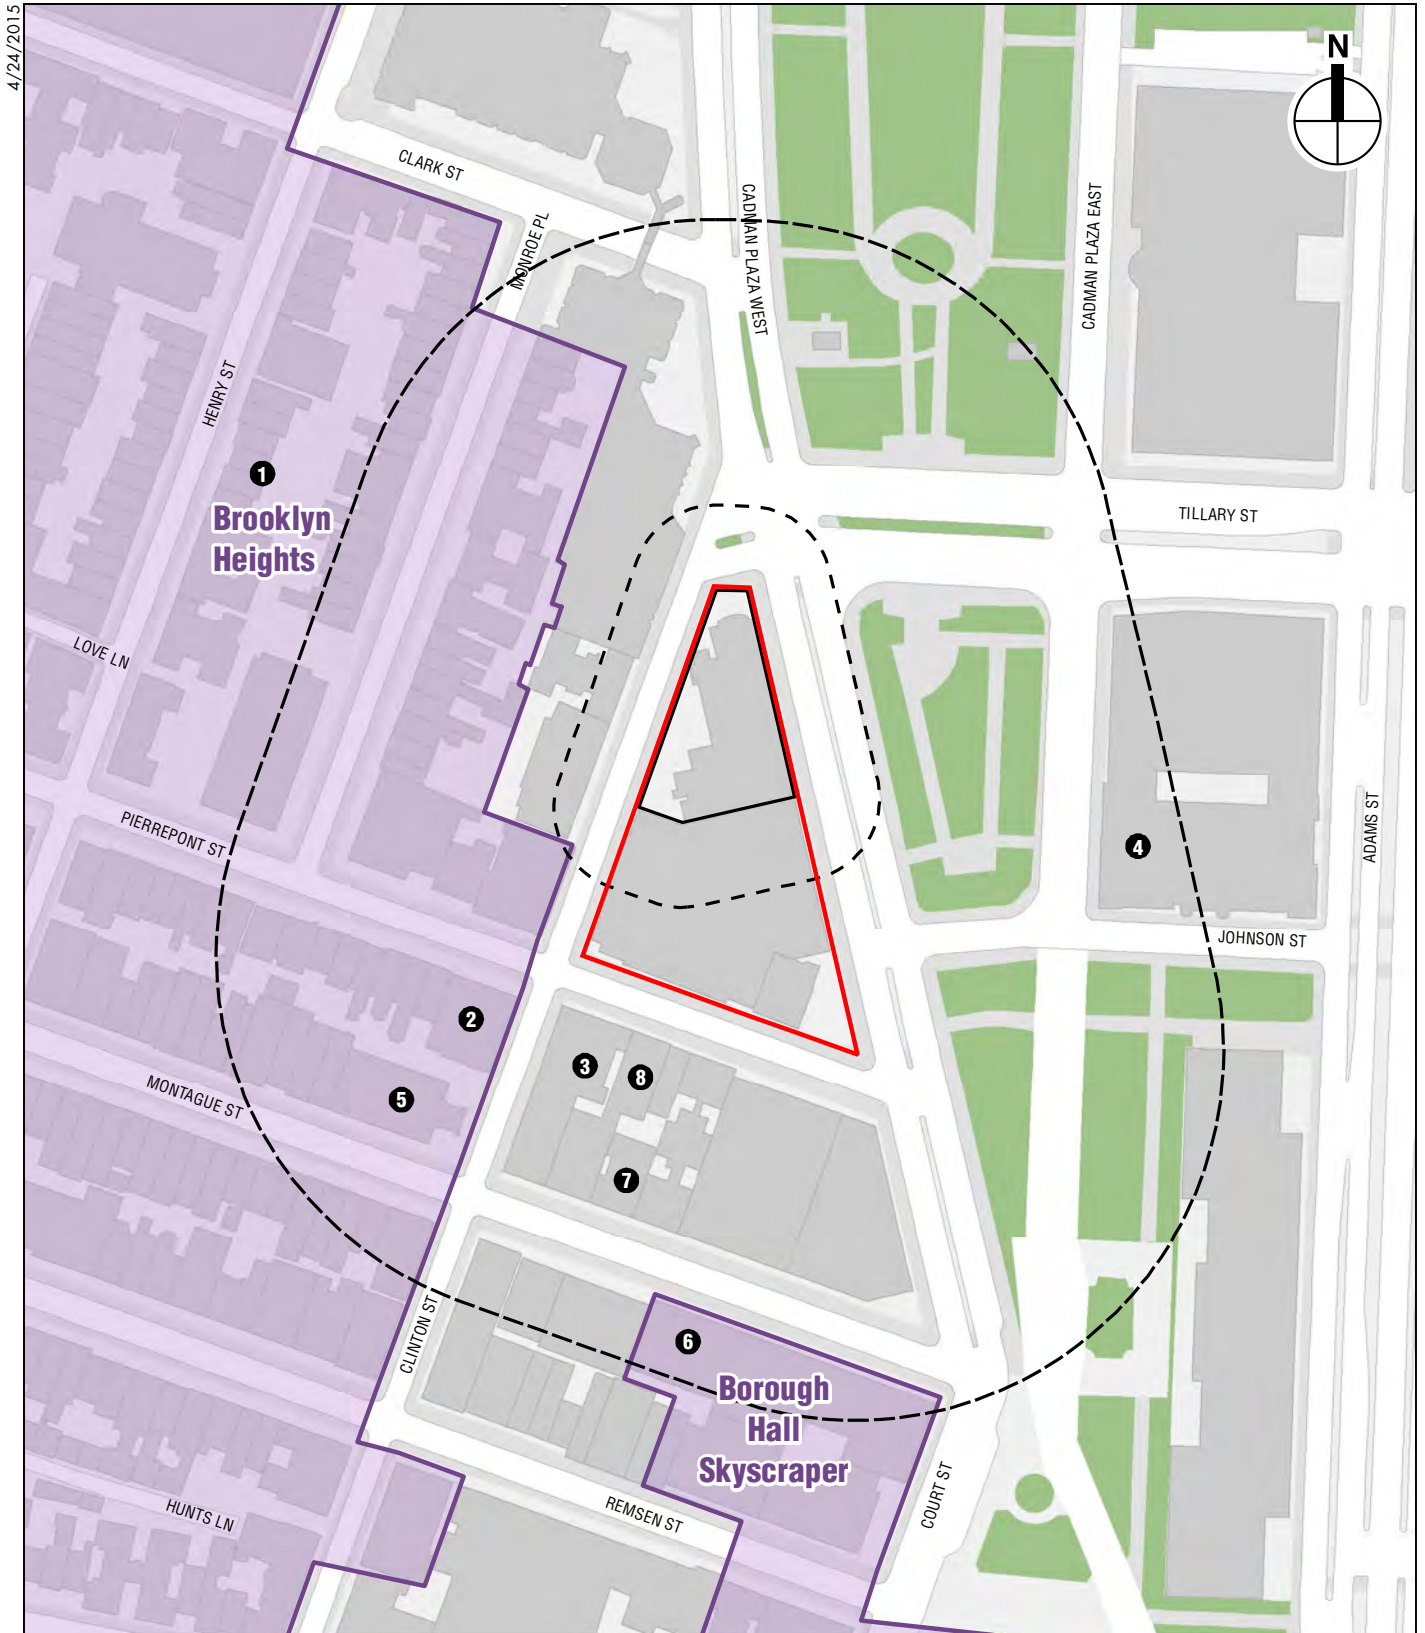 4/24/2015
N
CLARK ST
MONROE PL
CADMAN PLAZA WEST
CADMAN PLAZA EAST
HENRY ST
1
Brooklyn
Heights
TILLARY ST
LOVE LN
PIERREPONT ST
4
ADAMS ST
JOHNSON ST
2
3
8
5
MONTAGUE ST
7
CLINTON ST
6
Borough
Hall
Skyscraper
COURT ST
REMSEN ST
HUNTS LN